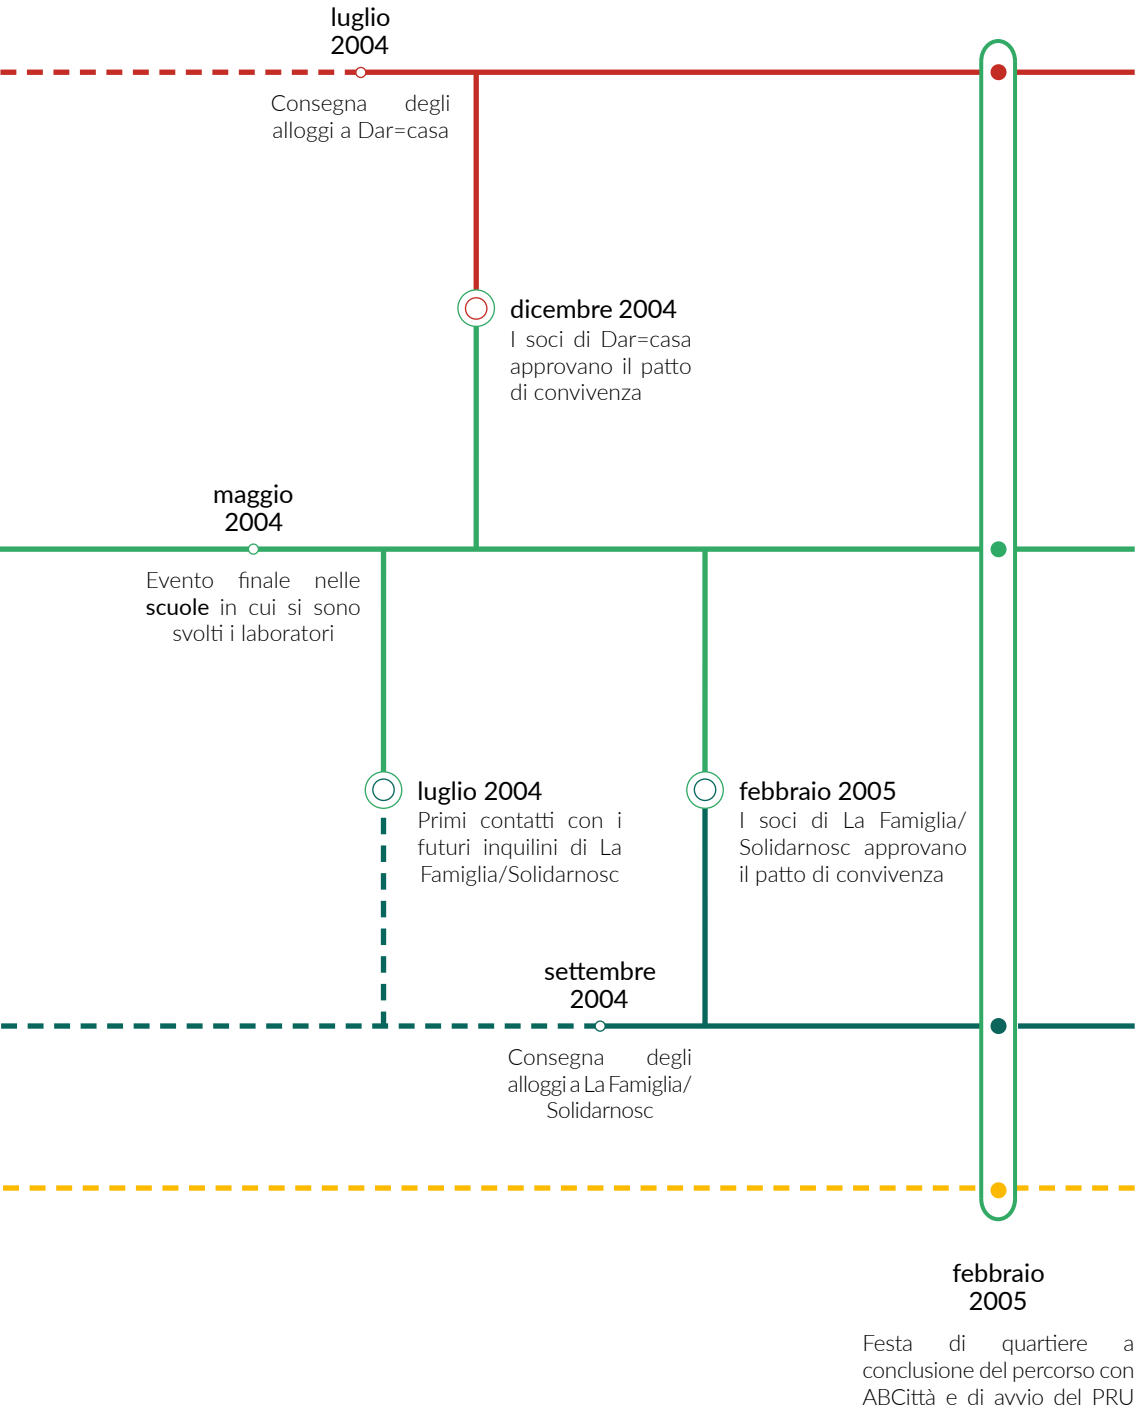 luglio
2004
Consegna degli
alloggi a Dar=casa
dicembre 2004
I soci di Dar=casa
approvano il patto
di convivenza
maggio
2004
Evento finale nelle
scuole in cui si sono
svolti i laboratori
luglio 2004
Primi contatti con i
futuri inquilini di La
Famiglia/Solidarnosc
febbraio 2005
I soci di La Famiglia/
Solidarnosc approvano
il patto di convivenza
settembre
2004
Consegna degli
alloggi a La Famiglia/
Solidarnosc
febbraio
2005
Festa di quartiere a
conclusione del percorso con
ABCittà e di avvio del PRU